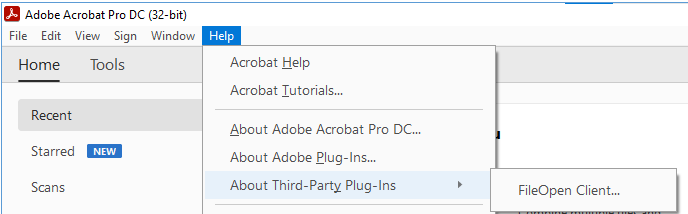 Adobe Acrobat Pro DC (32-bit)
File Edit View Sign Window Help
Home Tools
Acrobat Help
Acrobat Tutorials...
Recent
Starred NEW
About Adobe Acrobat Pro DC...
About Adobe Plug-Ins...
Scans
About Third-Party Plug-Ins
FileOpen Client...